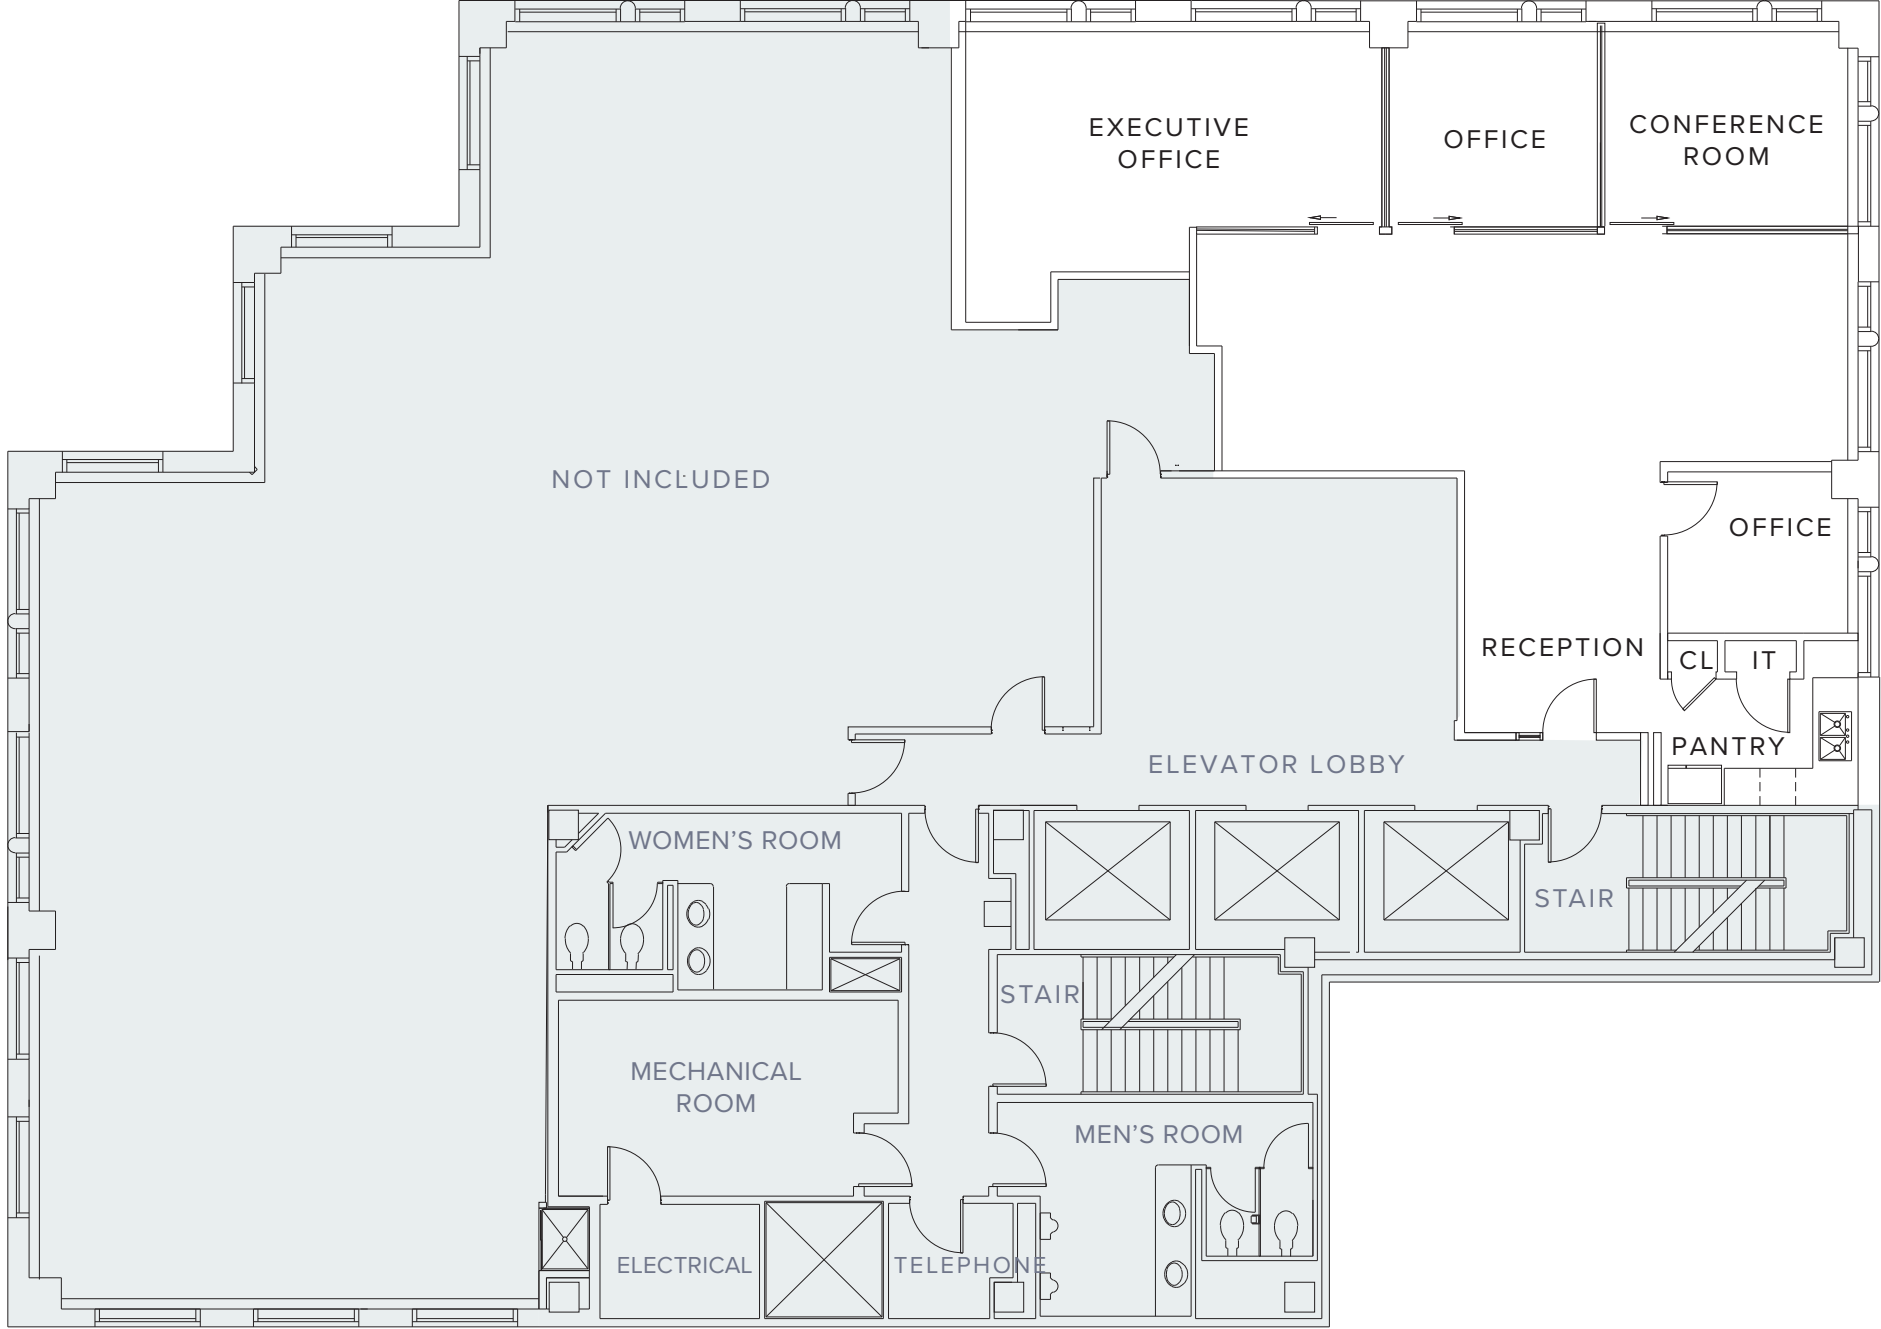 EXECUTIVE
OFFICE
OFFICE
CONFERENCE
ROOM
NOT INCLUDED
OFFICE
RECEPTION
CL
IT
PANTRY
ELEVATOR LOBBY
WOMEN’S ROOM
STAIR
STAIR
MECHANICAL
ROOM
MEN’S ROOM
ELECTRICAL
TELEPHONE